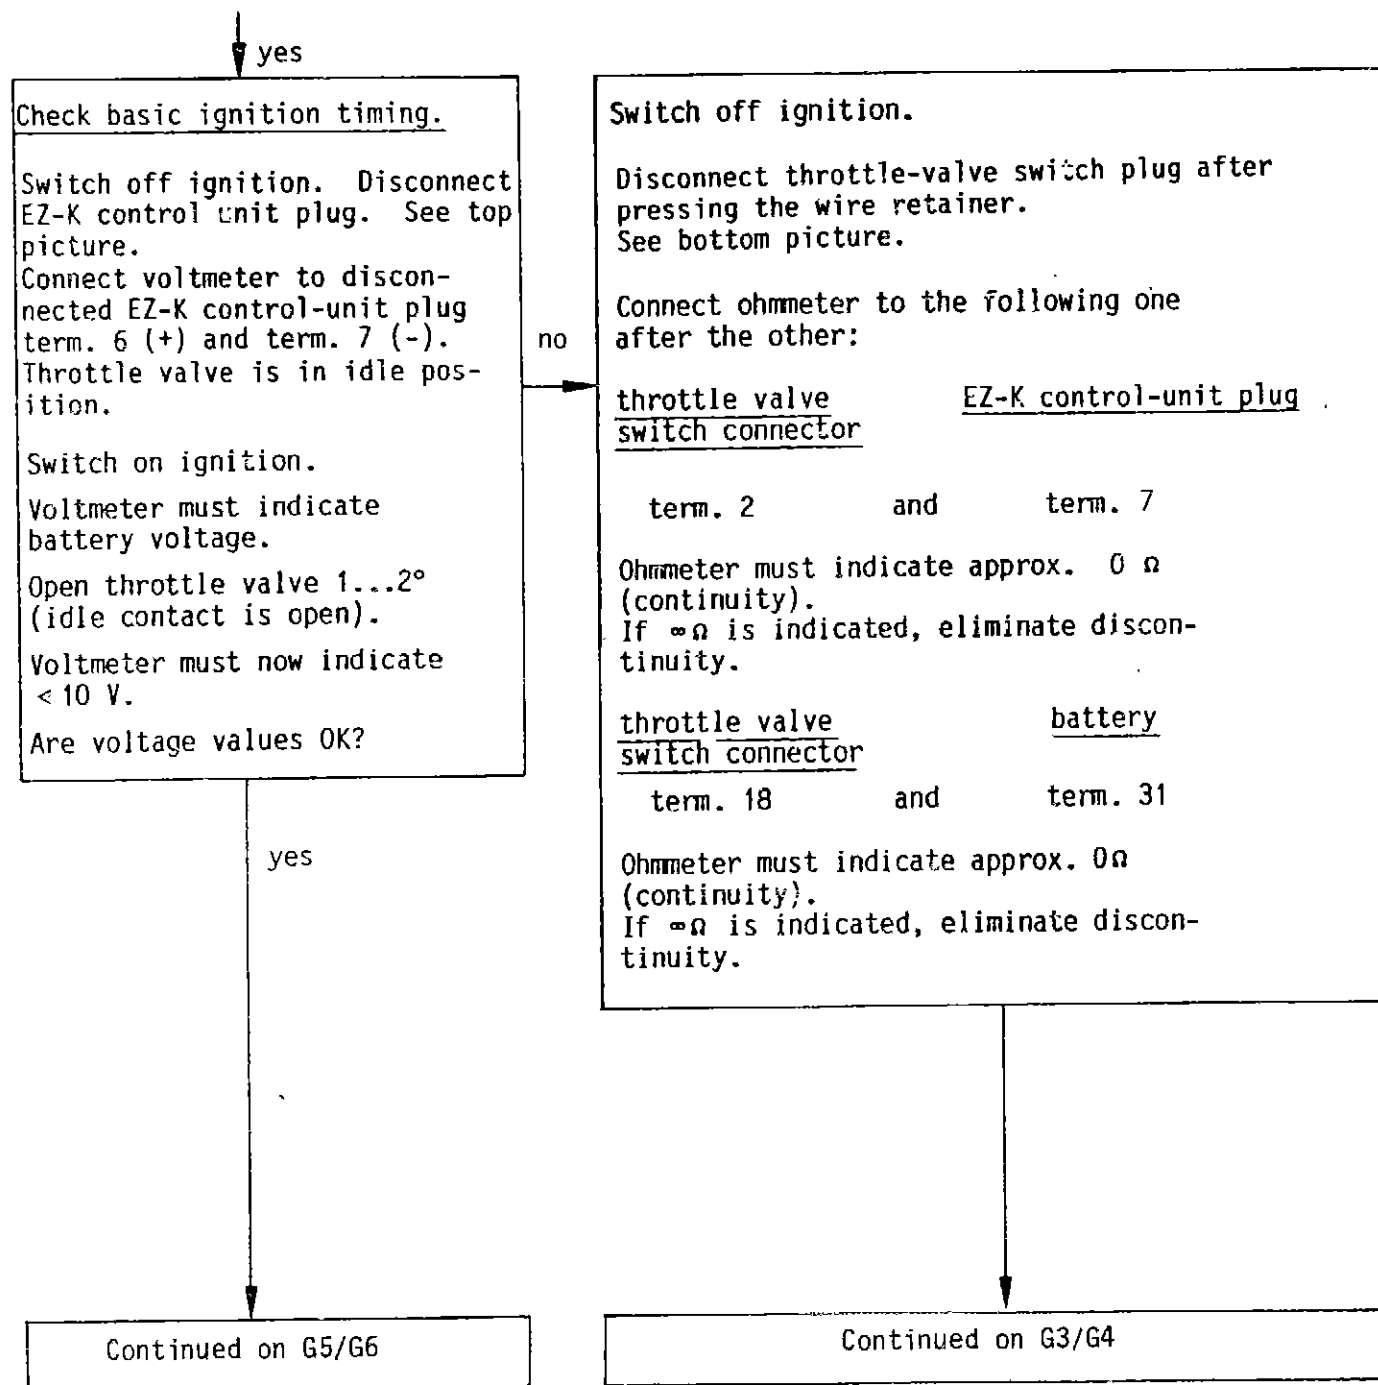 yes
Check basic ignition timing.
Switch off ignition. Disconnect
EZ-K control unit plug. See top
picture.
Connect voltmeter to discon-
nected EZ-K control-unit plug
term. 6 (+) and term. 7 (-).
Throttle valve is in idle pos-
ition.
Switch on ignition.
Voltmeter must indicate
battery voltage.
Open throttle valve 1...2°
(idle contact is open).
Voltmeter must now indicate
< 10 V.
Are voltage values OK?
no
Switch off ignition.
Disconnect throttle-valve switch plug after
pressing the wire retainer.
See bottom picture.
Connect ohmmeter to the following one
after the other:
throttle valve EZ-K control-unit plug
switch connector
term. 2 and term. 7
Ohmmeter must indicate approx. 0 Ω
(continuity).
If ∞Ω is indicated, eliminate discon-
tinuity.
throttle valve battery
switch connector
term. 18 and term. 31
Ohmmeter must indicate approx. 0Ω
(continuity).
If ∞Ω is indicated, eliminate discon-
tinuity.
yes
Continued on G5/G6
Continued on G3/G4